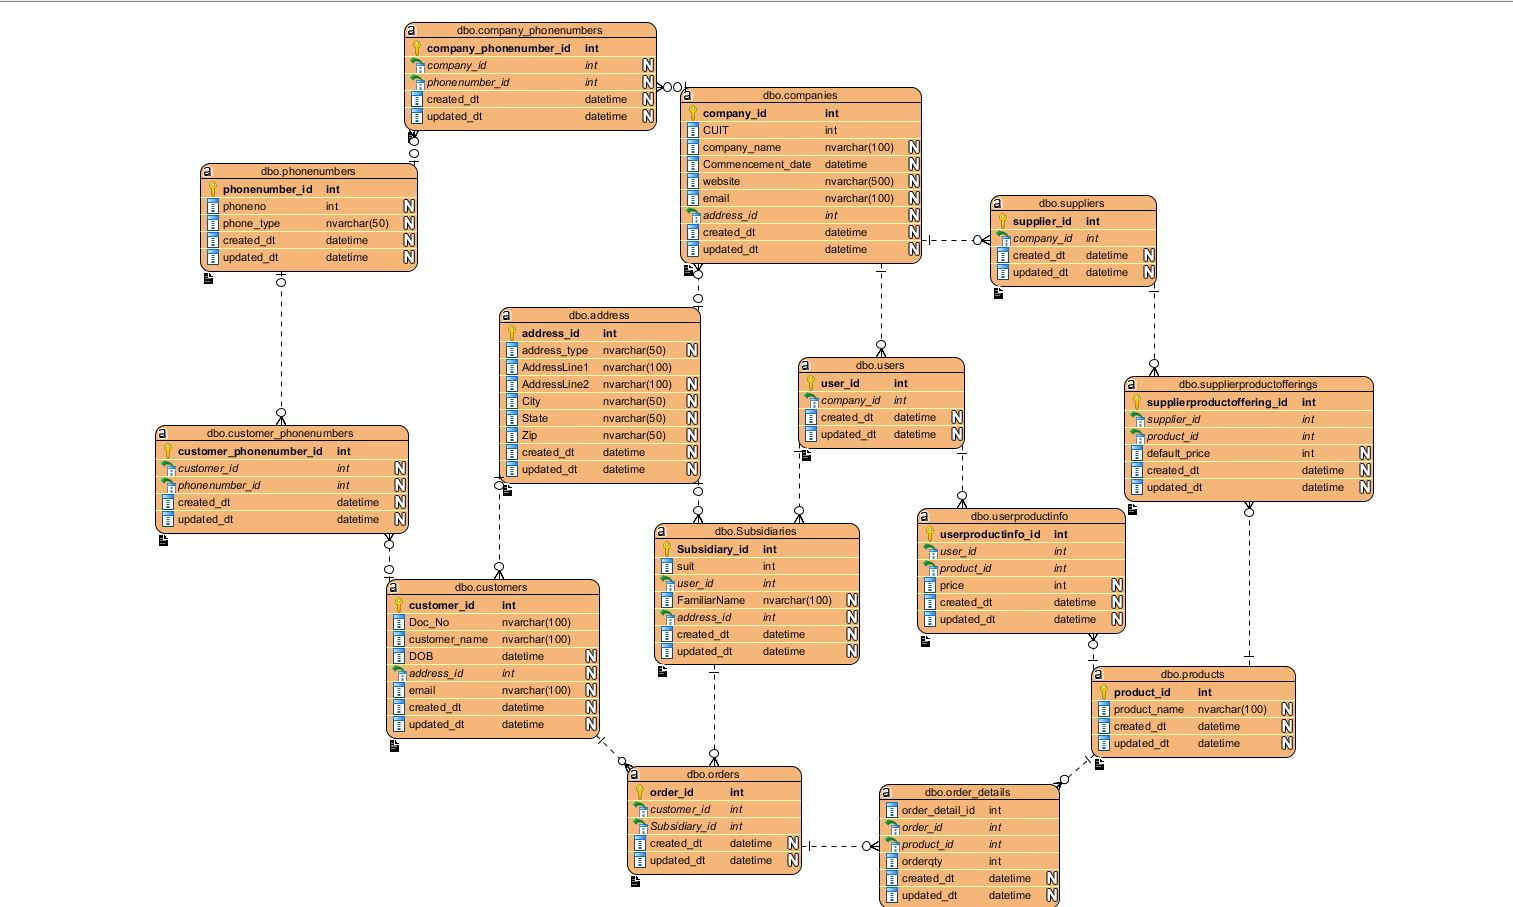 dbo.company_phonenumbers
company_phonenumber_id int
company_id int N
phonenumber_id int N
created_dt datetime N
updated_dt datetime N
dbo.companies
company_id int
CUIT int
company_name nvarchar(100) N
Commencement_date datetime N
website nvarchar(500) N
email nvarchar(100) N
address_id int N
created_dt datetime N
updated_dt datetime N
dbo.phonenumbers
phonenumber_id int
phoneno int N
phone_type nvarchar(50) N
created_dt datetime N
updated_dt datetime N
dbo.suppliers
supplier_id int
company_id int
created_dt datetime N
updated_dt datetime N
dbo.address
address_id int
address_type nvarchar(50) N
AddressLine1 nvarchar(100)
AddressLine2 nvarchar(100) N
City nvarchar(50) N
State nvarchar(50) N
Zip nvarchar(50) N
created_dt datetime N
updated_dt datetime N
dbo.users
user_id int
company_id int
created_dt datetime N
updated_dt datetime N
dbo.supplierproductofferings
supplierproductoffering_id int
supplier_id int
product_id int
default_price int N
created_dt datetime N
updated_dt datetime N
dbo.customer_phonenumbers
customer_phonenumber_id int
customer_id int N
phonenumber_id int N
created_dt datetime N
updated_dt datetime N
dbo.Subsidiaries
Subsidiary_id int
suit int
user_id int
FamiliarName nvarchar(100) N
address_id int N
created_dt datetime N
updated_dt datetime N
dbo.userproductinfo
userproductinfo_id int
user_id int
product_id int
price int N
created_dt datetime N
updated_dt datetime N
dbo.customers
customer_id int
Doc_No nvarchar(100)
customer_name nvarchar(100)
DOB datetime N
address_id int N
email nvarchar(100) N
created_dt datetime N
updated_dt datetime N
dbo.products
product_id int
product_name nvarchar(100) N
created_dt datetime N
updated_dt datetime N
dbo.orders
order_id int
customer_id int
Subsidiary_id int
created_dt datetime N
updated_dt datetime N
dbo.order_details
order_detail_id int
order_id int
product_id int
orderqty int
created_dt datetime N
updated_dt datetime N